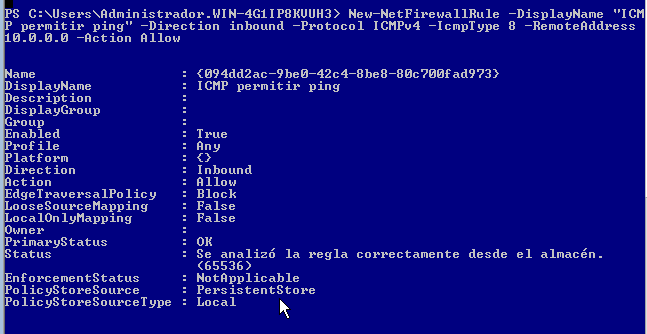 PS C:\Users\Administrador.WIN-4G1IP8KVUH3> New-NetFirewallRule -DisplayName "ICM
P permitir ping" -Direction inbound -Protocol ICMPv4 -IcmpType 8 -RemoteAddress
10.0.0.0 -Action Allow
Name : {094dd2ac-9be0-42c4-8be8-80c700fad973}
DisplayName : ICMP permitir ping
Description :
DisplayGroup :
Group :
Enabled : True
Profile : Any
Platform : {}
Direction : Inbound
Action : Allow
EdgeTraversalPolicy : Block
LooseSourceMapping : False
LocalOnlyMapping : False
Owner :
PrimaryStatus : OK
Status : Se analizó la regla correctamente desde el almacén.
(65536)
EnforcementStatus : NotApplicable
PolicyStoreSource : PersistentStore
PolicyStoreSourceType : Local